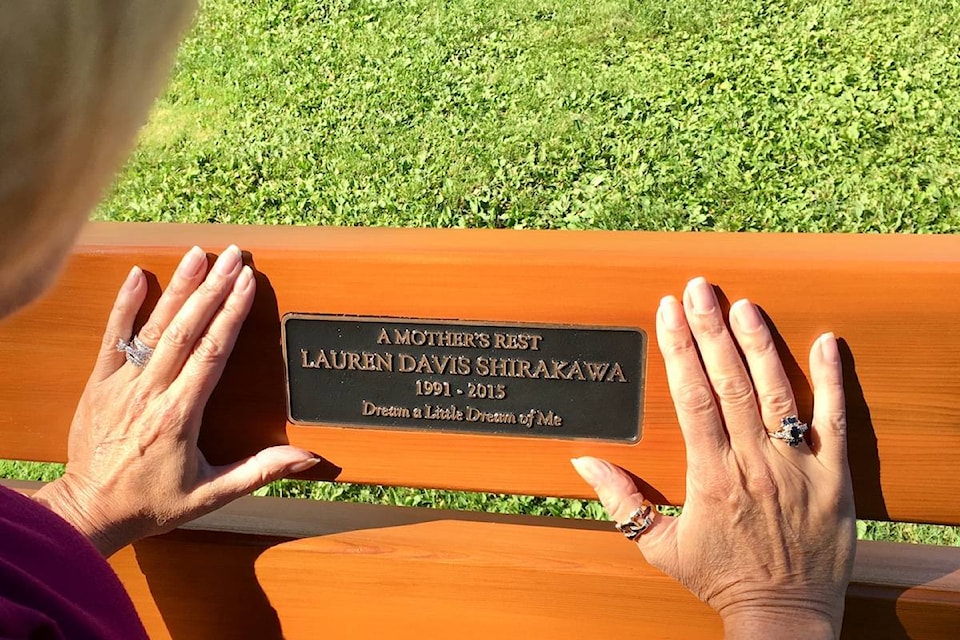 A MOTHER'S REST
LAUREN DAVIS SHIRAKAWA
1991 - 2015
Dream a Little Dream of Me